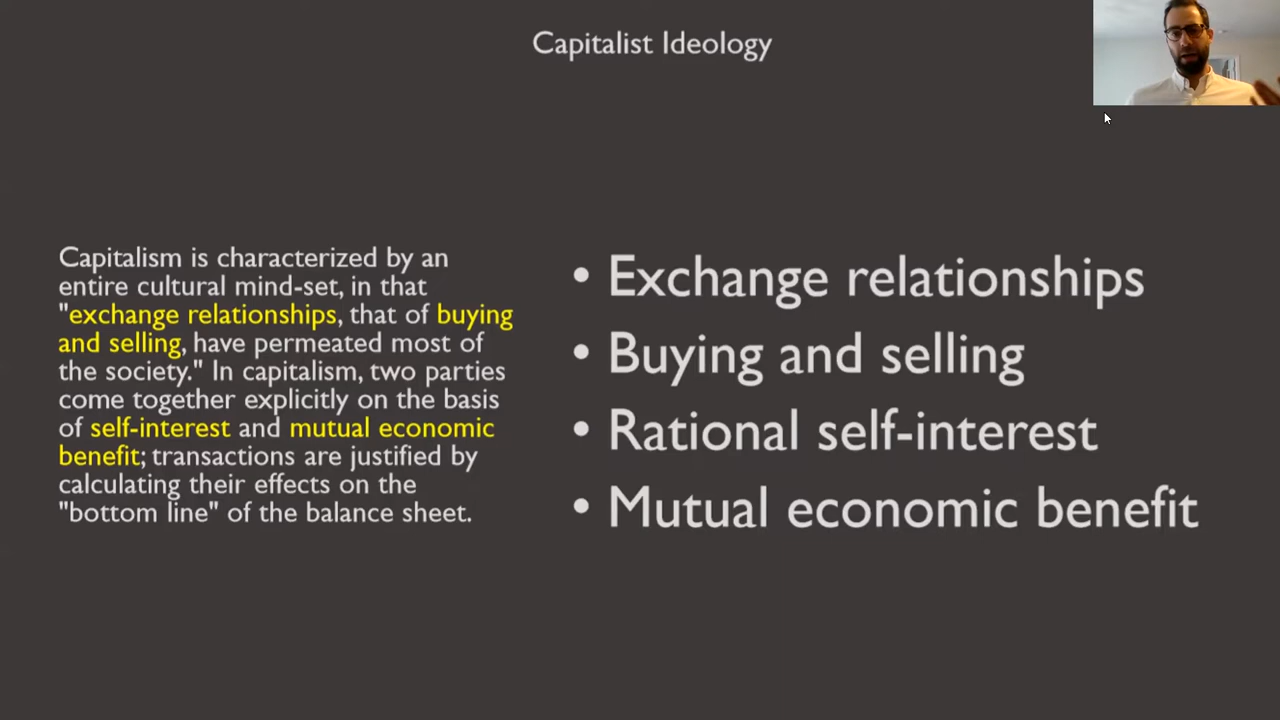 Capitalist Ideology
Capitalism is characterized by an
entire cultural mind-set, in that
"exchange relationships, that of buying
and selling, have permeated most of
the society." In capitalism, two parties
come together explicitly on the basis
of self-interest and mutual economic
benefit; transactions are justified by
calculating their effects on the
"bottom line" of the balance sheet.
• Exchange relationships
• Buying and selling
• Rational self-interest
• Mutual economic benefit